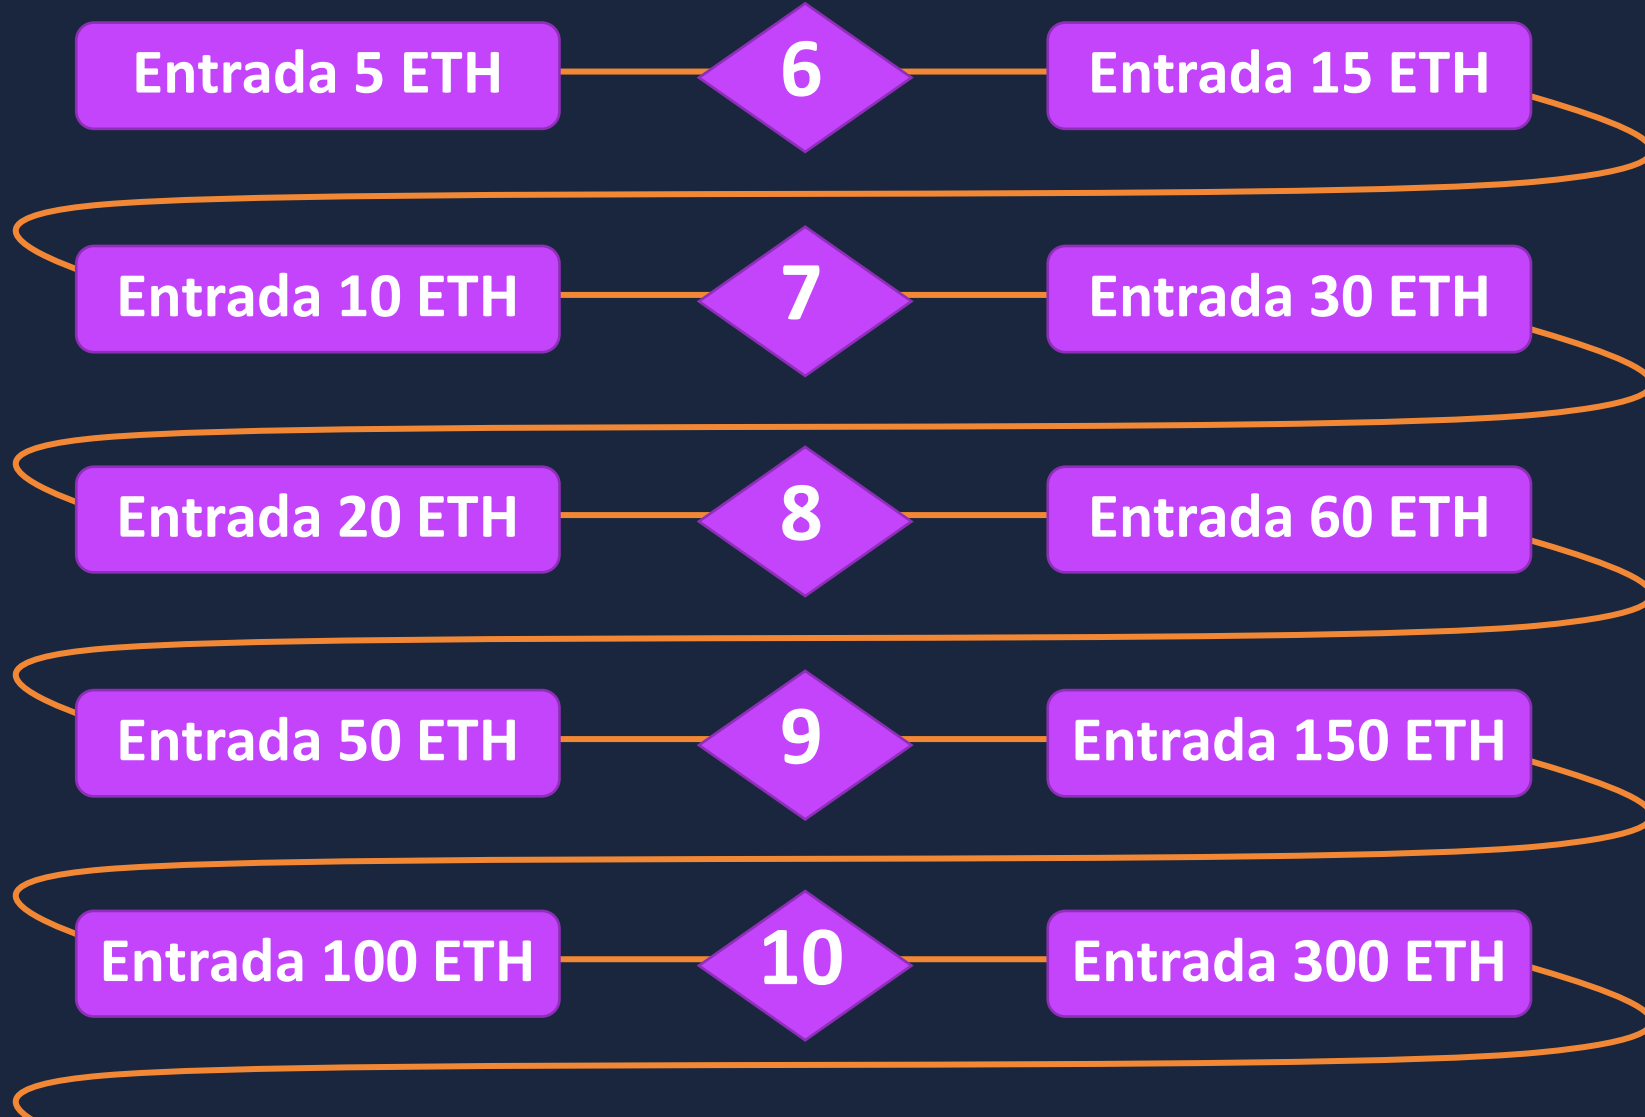 Entrada 5 ETH
6
Entrada 15 ETH
Entrada 10 ETH
7
Entrada 30 ETH
Entrada 20 ETH
8
Entrada 60 ETH
Entrada 50 ETH
9
Entrada 150 ETH
Entrada 100 ETH
10
Entrada 300 ETH